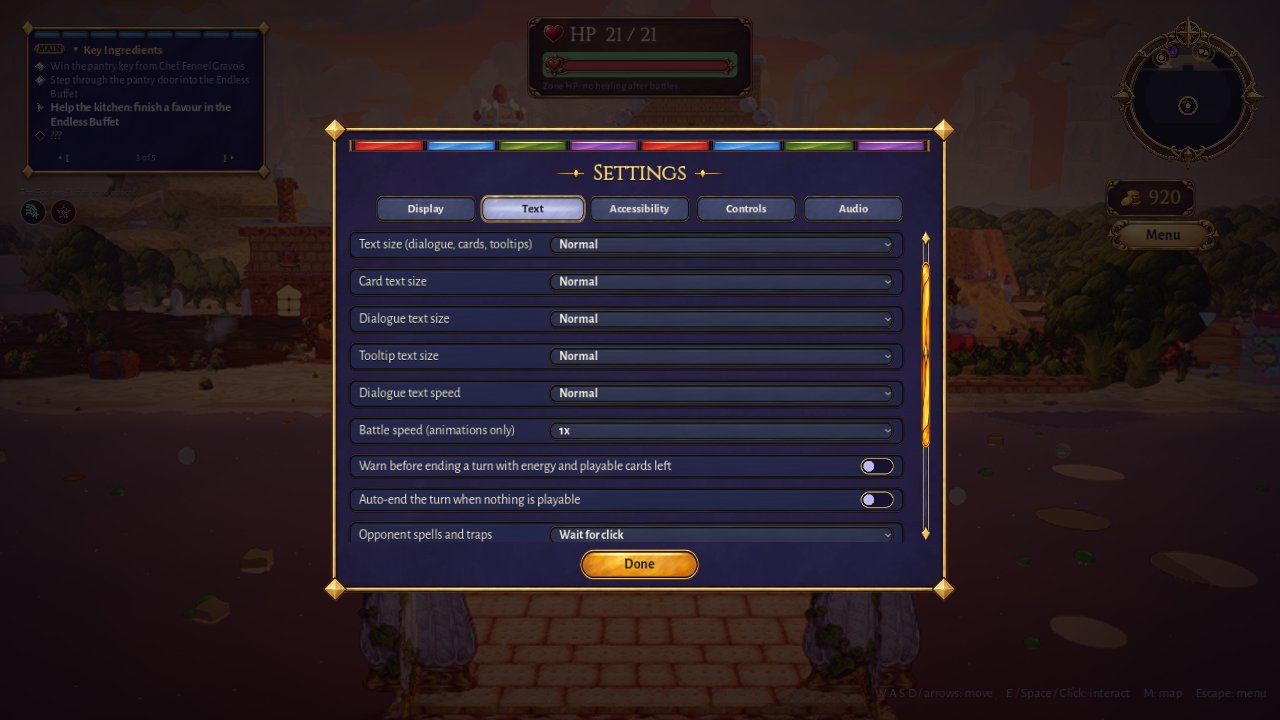 MAIN ▾ Key Ingredients
Win the pantry key from Chef Fennel Gravois
Step through the pantry door into the Endless
Buffet
Help the kitchen: finish a favour in the
Endless Buffet
???
◂ [ 3 of 5 ] ▸
HP 21 / 21
Zone HP: no healing after battles.
920
Menu
SETTINGS
Display Text Accessibility Controls Audio
Text size (dialogue, cards, tooltips) Normal
Card text size Normal
Dialogue text size Normal
Tooltip text size Normal
Dialogue text speed Normal
Battle speed (animations only) 1x
Warn before ending a turn with energy and playable cards left
Auto-end the turn when nothing is playable
Opponent spells and traps Wait for click
Done
W A S D / arrows: move E / Space / Click: interact M: map Escape: menu